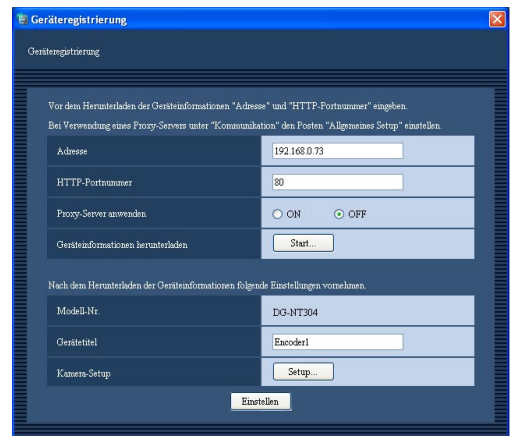 Geräteregistrierung
Geräteregistrierung
Vor dem Herunterladen der Geräteinformationen "Adresse" und "HTTP-Portnummer" eingeben.
Bei Verwendung eines Proxy-Servers unter "Kommunikation" den Posten "Allgemeines Setup" einstellen.
Adresse 192.168.0.73
HTTP-Portnummer 80
Proxy-Server anwenden ON OFF
Geräteinformationen herunterladen Start...
Nach dem Herunterladen der Geräteinformationen folgende Einstellungen vornehmen.
Modell-Nr. DG-NT304
Gerätetitel Encoder1
Kamera-Setup Setup...
Einstellen